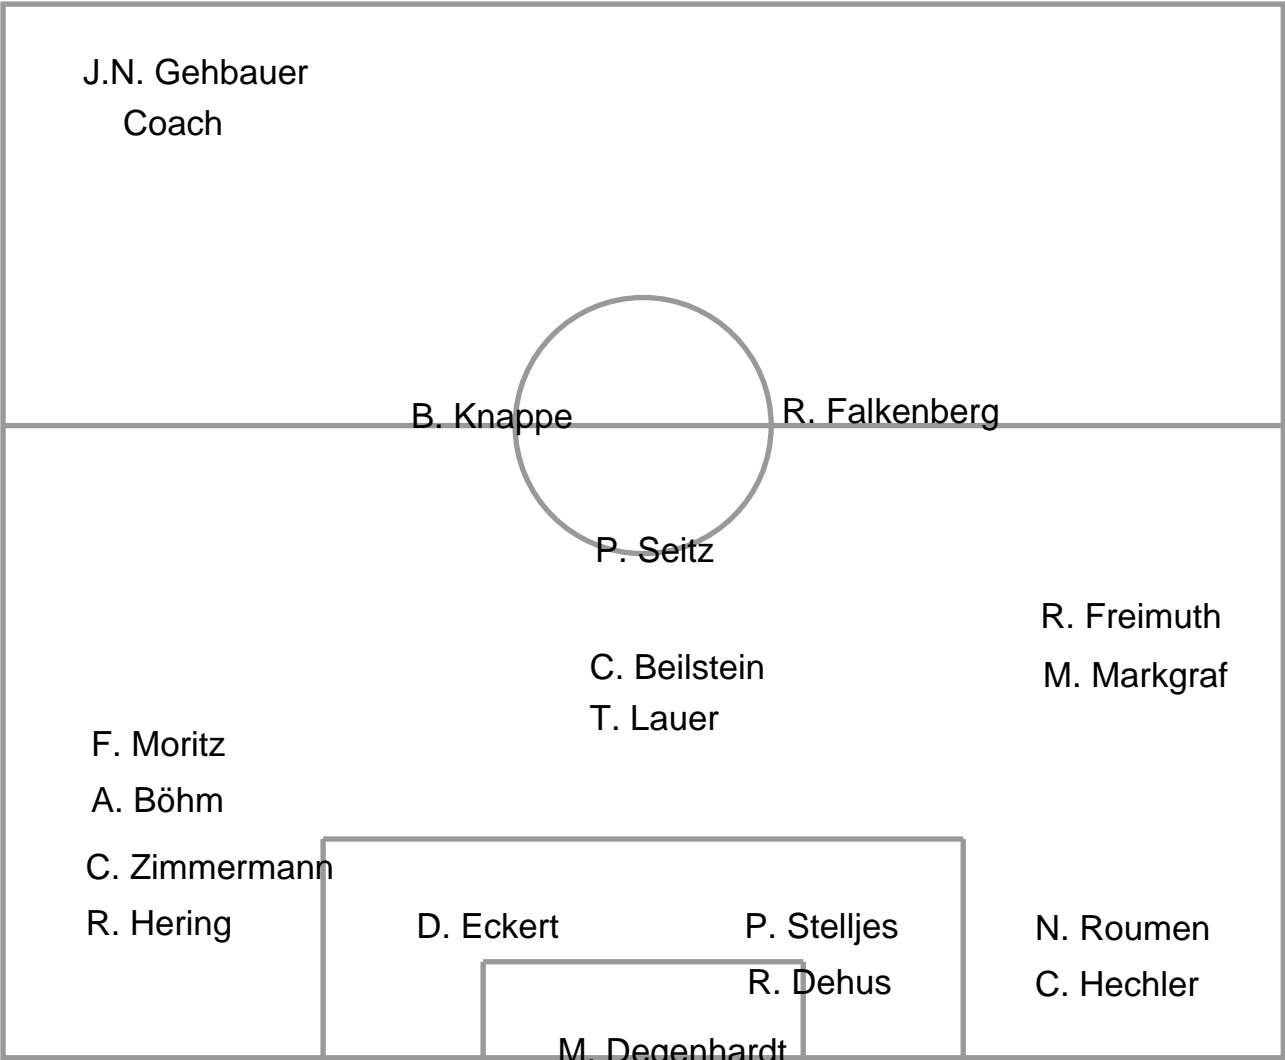 J.N. Gehbauer
Coach
B. Knappe
R. Falkenberg
P. Seitz
R. Freimuth
C. Beilstein
M. Markgraf
T. Lauer
F. Moritz
A. Böhm
C. Zimmermann
R. Hering
D. Eckert
P. Stelljes
N. Roumen
R. Dehus
C. Hechler
M. Degenhardt